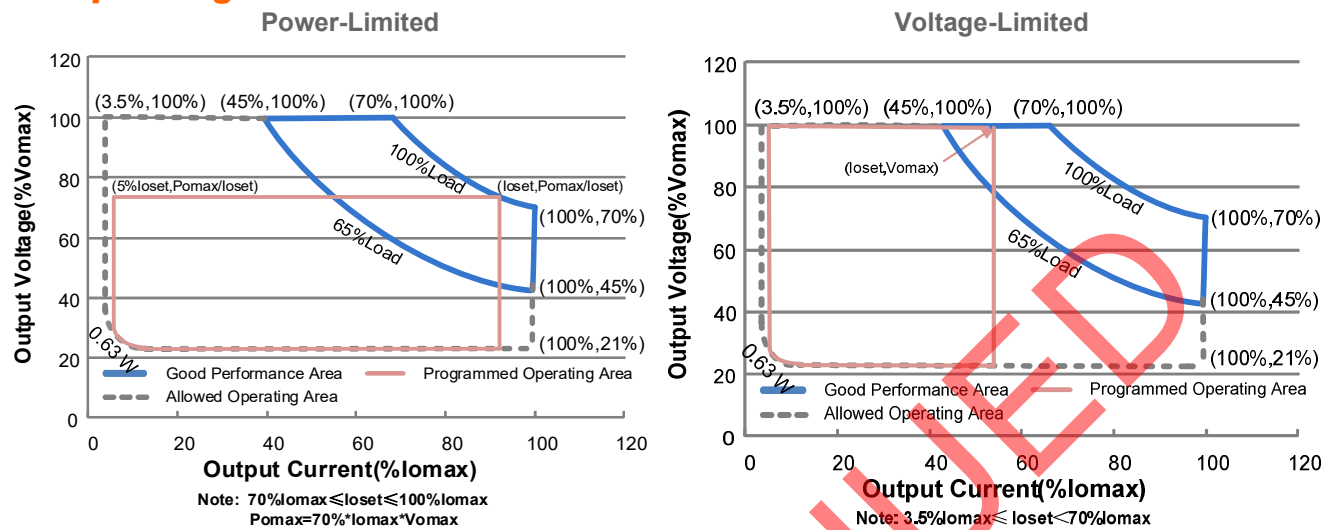 Power-Limited
Output Voltage(%Vomax)
120
100
80
60
40
20
0
(3.5%,100%) (45%,100%) (70%,100%)
100%Load
(5%Ioset,Pomax/Ioset) (Ioset,Pomax/Ioset)
65%Load
(100%,70%)
(100%,45%)
(100%,21%)
0.63 W
Good Performance Area Programmed Operating Area
Allowed Operating Area
0 20 40 60 80 100 120
Output Current(%Iomax)
Note: 70%Iomax≤Ioset≤100%Iomax
Pomax=70%*Iomax*Vomax
Voltage-Limited
Output Voltage(%Vomax)
120
100
80
60
40
20
0
(3.5%,100%) (45%,100%) (70%,100%)
(Ioset,Vomax)
100%Load
65%Load
(100%,70%)
(100%,45%)
(100%,21%)
0.63 W
Good Performance Area Programmed Operating Area
Allowed Operating Area
0 20 40 60 80 100 120
Output Current(%Iomax)
Note: 3.5%Iomax≤ Ioset<70%Iomax
UED